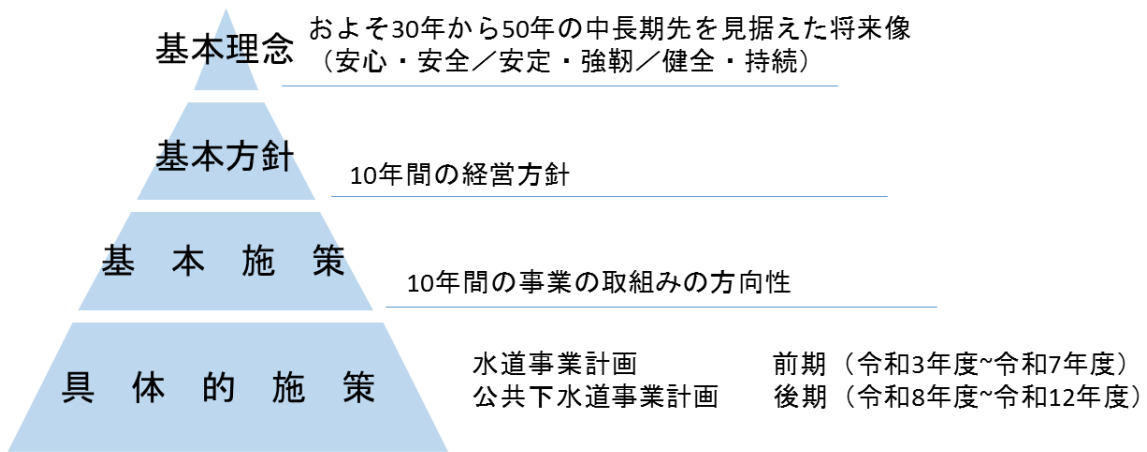 基本理念
およそ30年から50年の中長期先を見据えた将来像
（安心・安全／安定・強靭／健全・持続）
基本方針
10年間の経営方針
基本施策
10年間の事業の取組みの方向性
具体的施策
水道事業計画　前期（令和3年度~令和7年度）
公共下水道事業計画　後期（令和8年度~令和12年度）